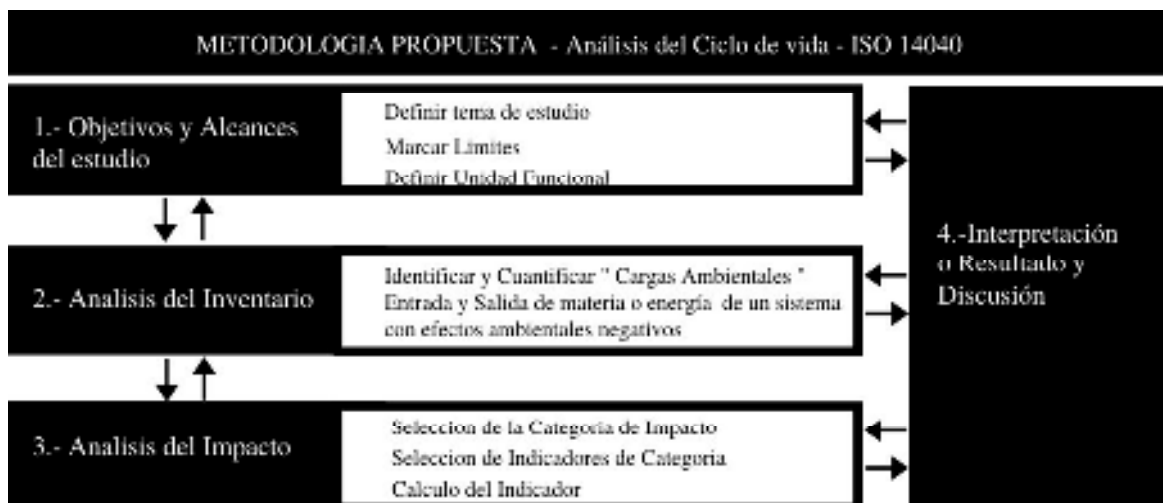 METODOLOGIA PROPUESTA - Análisis del Ciclo de vida - ISO 14040
1.- Objetivos y Alcances
del estudio
Definir tema de estudio
Marcar Limites
Definir Unidad Funcional
2.- Analisis del Inventario
Identificar y Cuantificar " Cargas Ambientales "
Entrada y Salida de materia o energía de un sistema
con efectos ambientales negativos
3.- Analisis del Impacto
Seleccion de la Categoria de Impacto
Seleccion de Indicadores de Categoria
Calculo del Indicador
4.-Interpretación
o Resultado y
Discusión